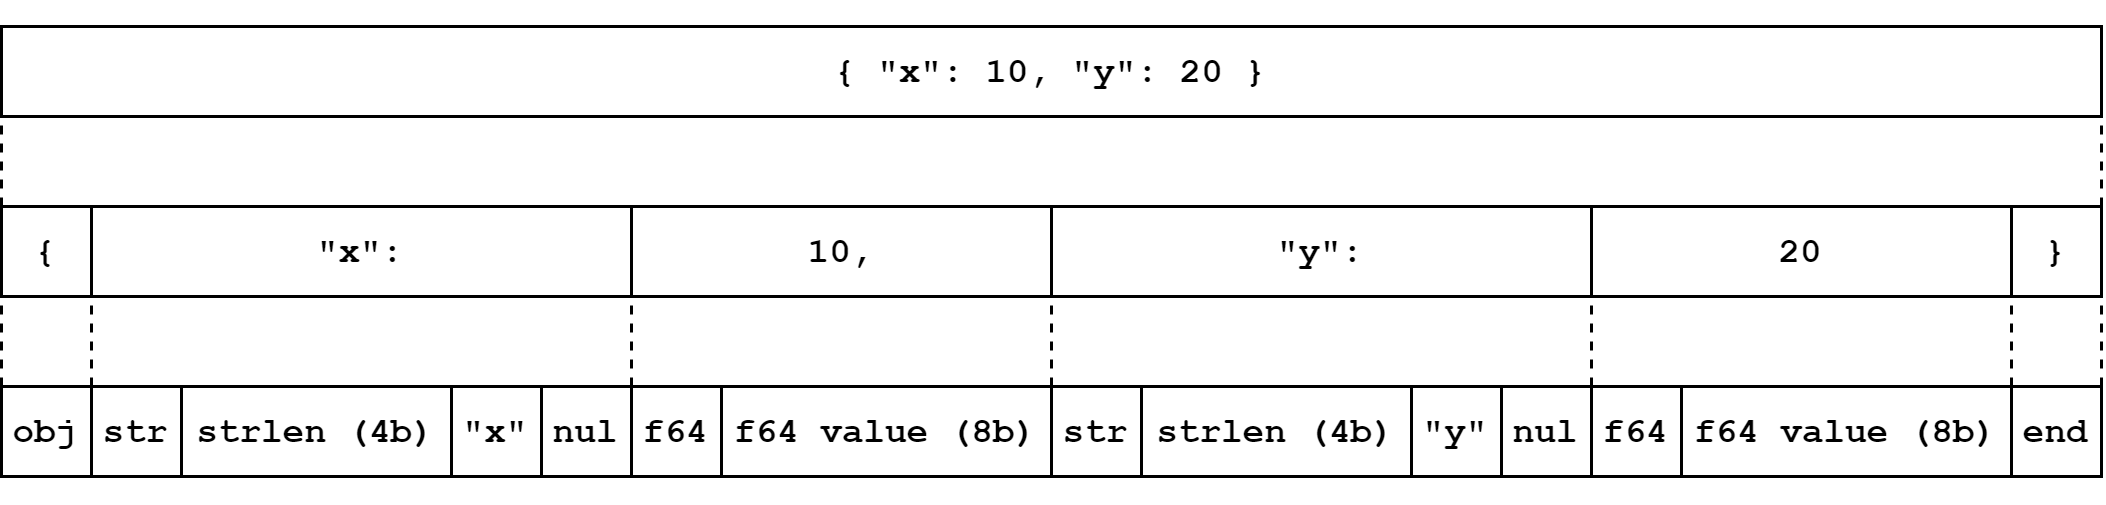 { "x": 10, "y": 20 }
{ "x": 10, "y": 20 }
obj str strlen (4b) "x" nul f64 f64 value (8b) str strlen (4b) "y" nul f64 f64 value (8b) end